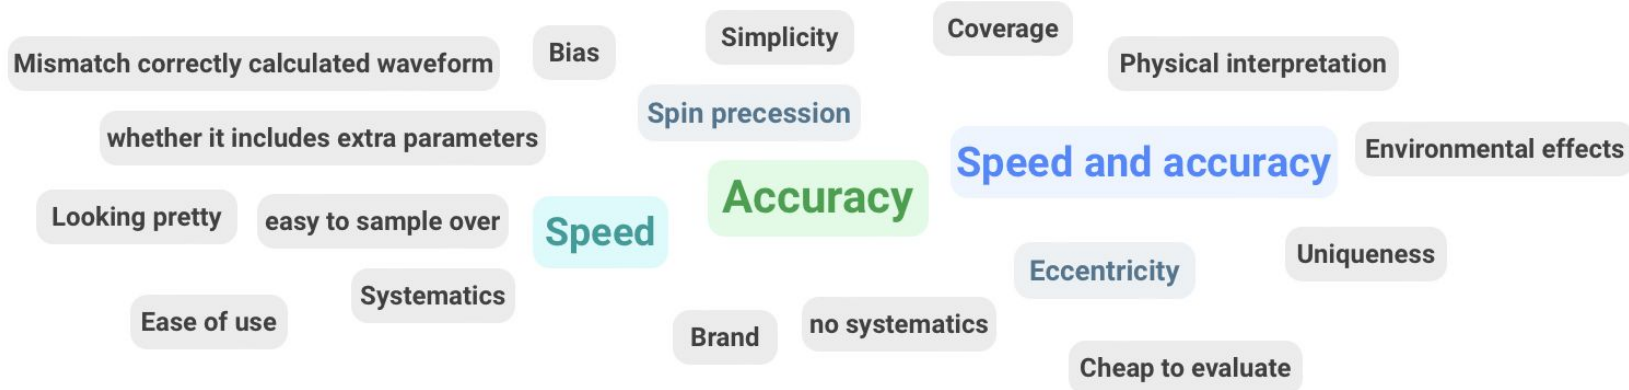 Mismatch correctly calculated waveform
Bias
Simplicity
Coverage
Physical interpretation
whether it includes extra parameters
Spin precession
Speed and accuracy
Environmental effects
Looking pretty
easy to sample over
Speed
Accuracy
Eccentricity
Uniqueness
Ease of use
Systematics
Brand
no systematics
Cheap to evaluate